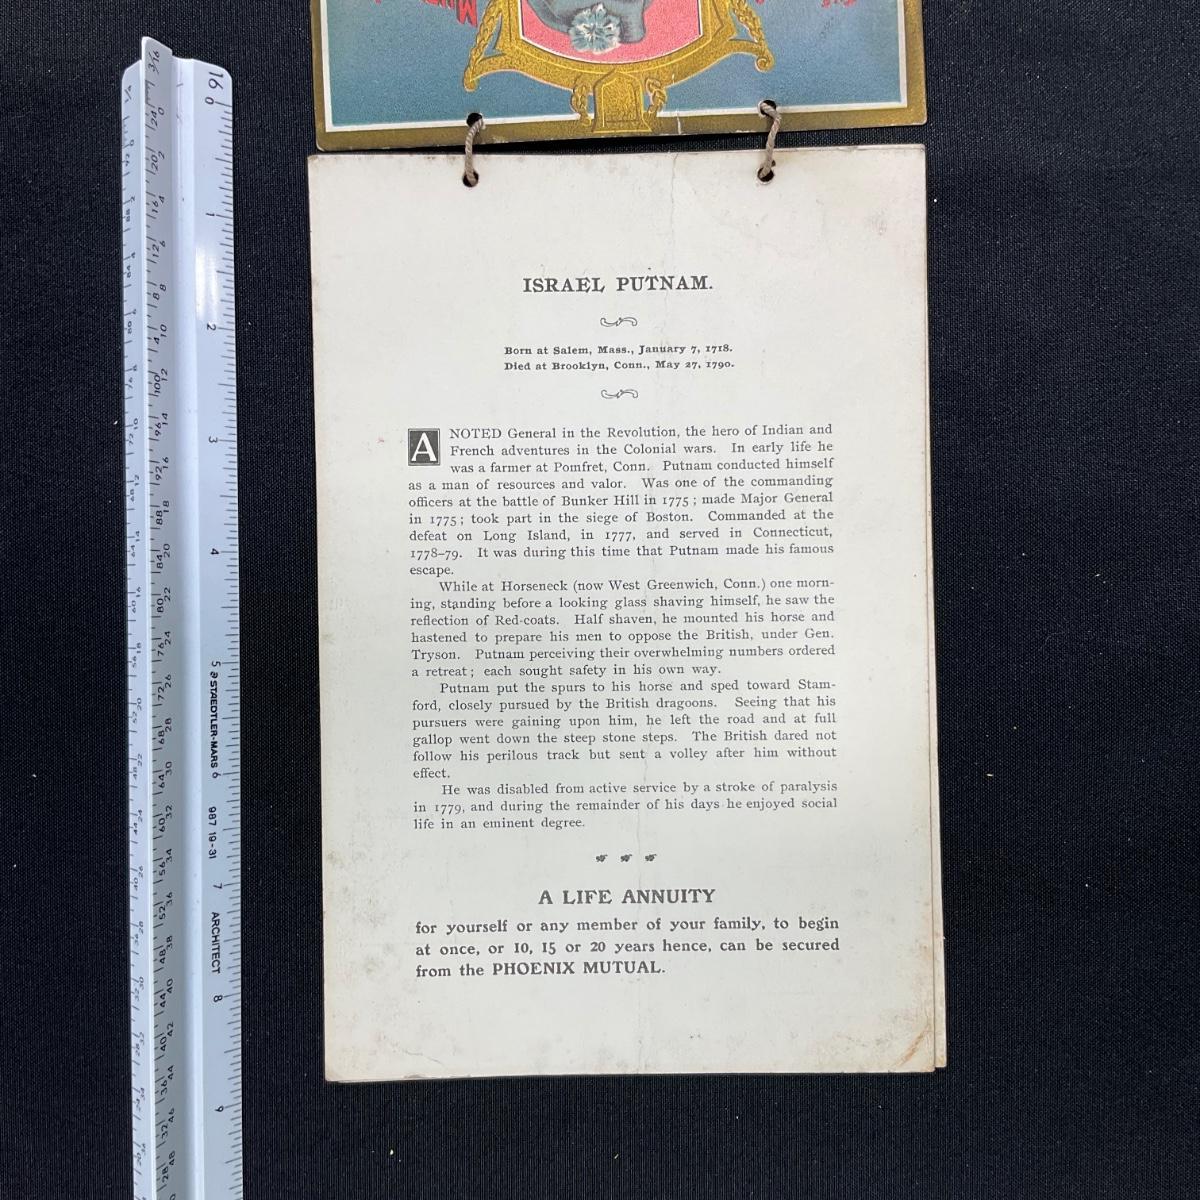 ISRAEL PUTNAM.
Born at Salem, Mass., January 7, 1718.
Died at Brooklyn, Conn., May 27, 1790.
A NOTED General in the Revolution, the hero of Indian and
French adventures in the Colonial wars. In early life he
was a farmer at Pomfret, Conn. Putnam conducted himself
as a man of resources and valor. Was one of the commanding
officers at the battle of Bunker Hill in 1775 ; made Major General
in 1775 ; took part in the siege of Boston. Commanded at the
defeat on Long Island, in 1777, and served in Connecticut,
1778–79. It was during this time that Putnam made his famous
escape.
While at Horseneck (now West Greenwich, Conn.) one morn-
ing, standing before a looking glass shaving himself, he saw the
reflection of Red-coats. Half shaven, he mounted his horse and
hastened to prepare his men to oppose the British, under Gen.
Tryson. Putnam perceiving their overwhelming numbers ordered
a retreat ; each sought safety in his own way.
Putnam put the spurs to his horse and sped toward Stam-
ford, closely pursued by the British dragoons. Seeing that his
pursuers were gaining upon him, he left the road and at full
gallop went down the steep stone steps. The British dared not
follow his perilous track but sent a volley after him without
effect.
He was disabled from active service by a stroke of paralysis
in 1779, and during the remainder of his days he enjoyed social
life in an eminent degree.
A LIFE ANNUITY
for yourself or any member of your family, to begin
at once, or 10, 15 or 20 years hence, can be secured
from the PHOENIX MUTUAL.
16
0
1
2
3
4
5
STAEDTLER-MARS
6
987 19-31
7
ARCHITECT
8
9